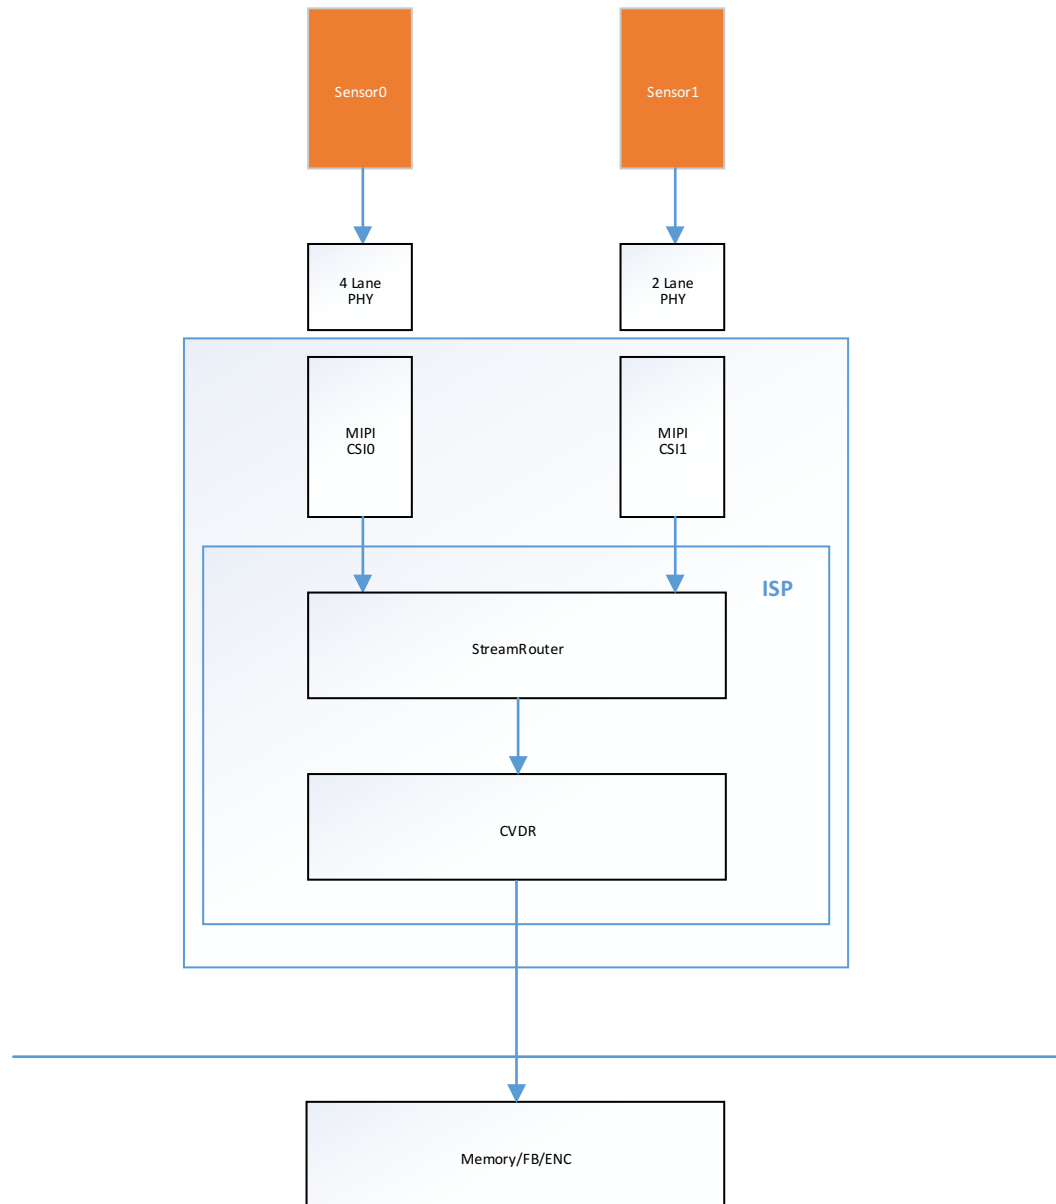 Sensor0
Sensor1
4 Lane
PHY
2 Lane
PHY
MIPI
CSI0
MIPI
CSI1
ISP
StreamRouter
CVDR
Memory/FB/ENC